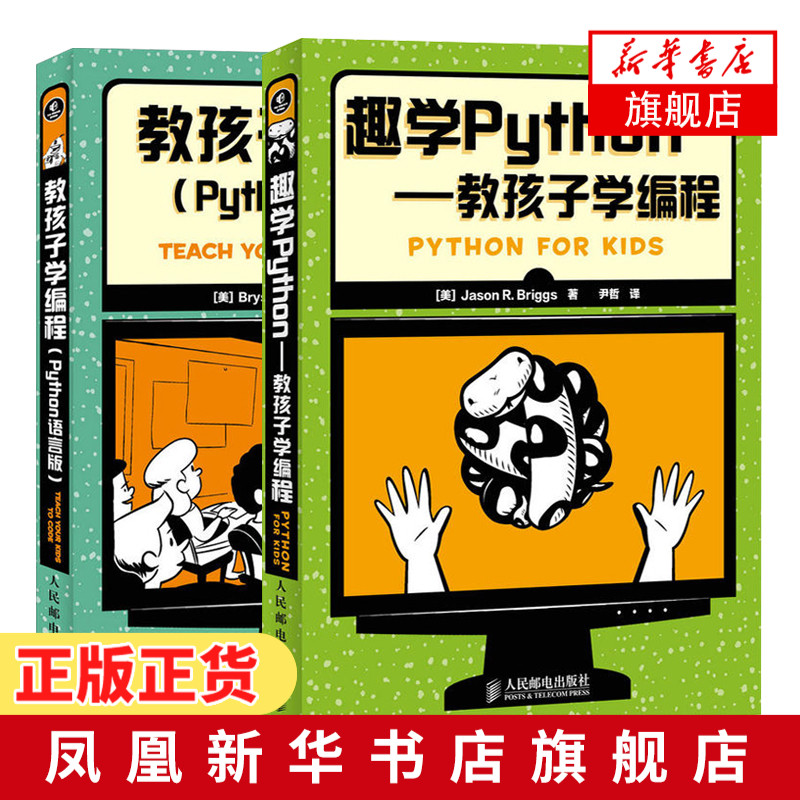 新华书店
旗舰店
教孩子学编程
(Python语言版)
TEACH YOUR KIDS
TO CODE
人民邮电
教孩
(Pyth
TEACH YO
[美] Brys
趣学Python——教孩子学编程
PYTHON
FOR KIDS
人民邮电
趣学Python
—教孩子学编程
PYTHON FOR KIDS
[美] Jason R. Briggs 著 尹哲 译
人民邮电出版社
POSTS & TELECOM PRESS
正版正货
凤凰新华书店旗舰店